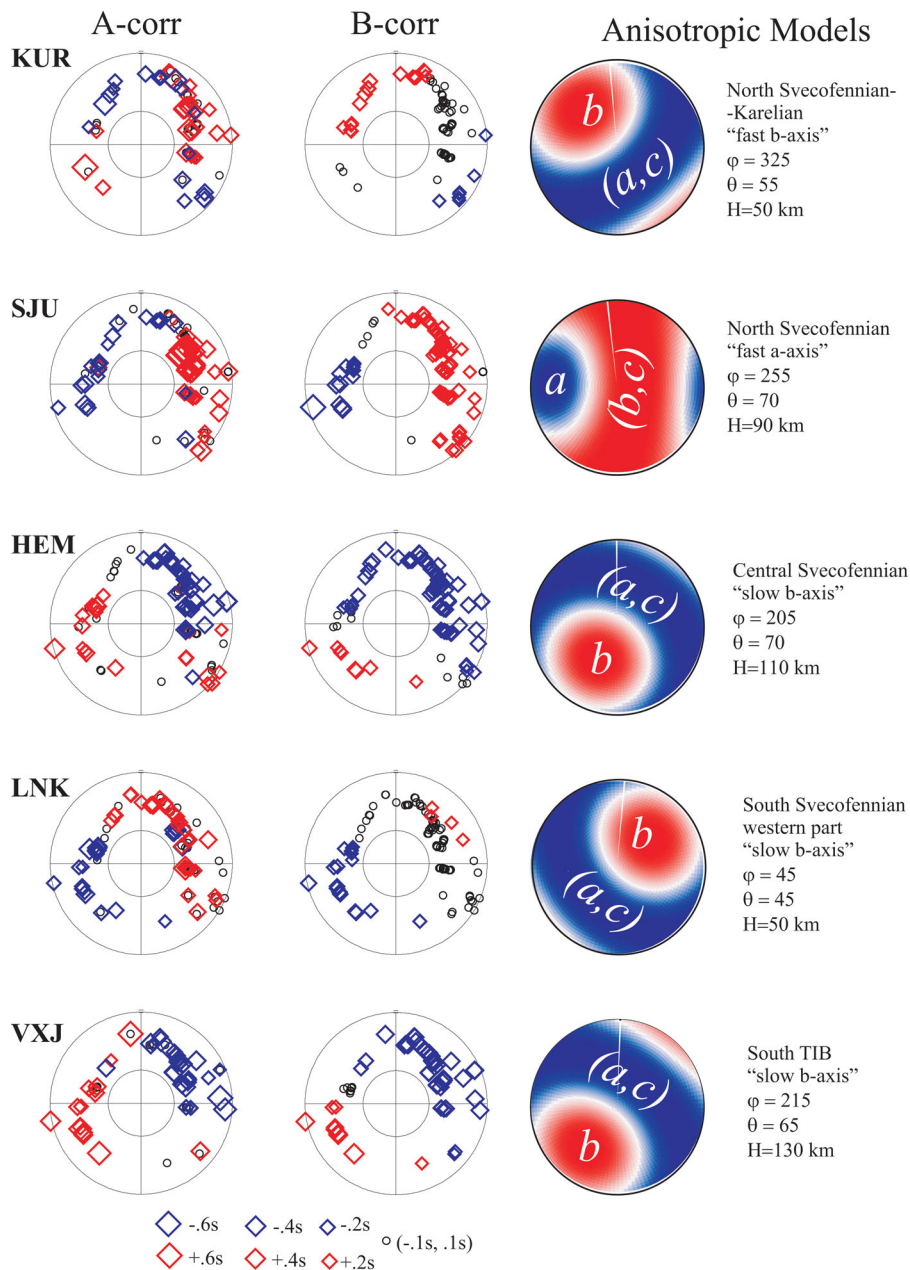 A-corr B-corr Anisotropic Models
KUR
b
(a,c)
North Svecofennian-
-Karelian
“fast b-axis”
φ = 325
θ = 55
H=50 km
SJU
a
(b,c)
North Svecofennian
“fast a-axis”
φ = 255
θ = 70
H=90 km
HEM
(a,c)
b
Central Svecofennian
“slow b-axis”
φ = 205
θ = 70
H=110 km
LNK
b
(a,c)
South Svecofennian
western part
“slow b-axis”
φ = 45
θ = 45
H=50 km
VXJ
(a,c)
b
South TIB
“slow b-axis”
φ = 215
θ = 65
H=130 km
-.6s -.4s -.2s (-.1s, .1s)
+.6s +.4s +.2s